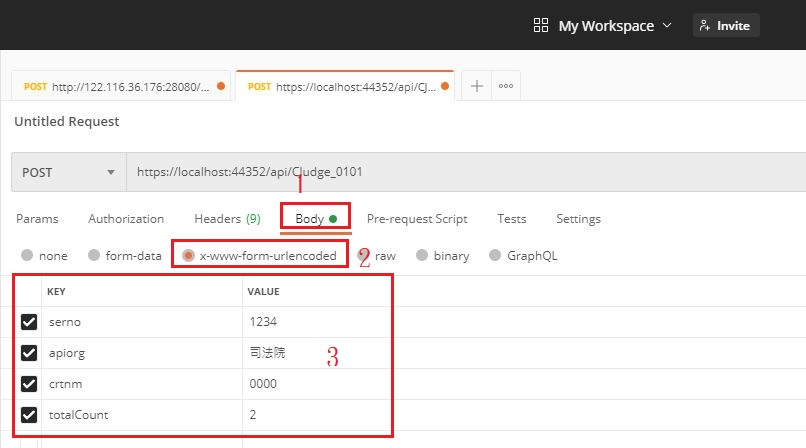 My Workspace
Invite
POST http://122.116.36.176:28080/...
POST https://localhost:44352/api/CJ...
Untitled Request
POST
https://localhost:44352/api/CJudge_0101
1
Params
Authorization
Headers (9)
Body
Pre-request Script
Tests
Settings
none
form-data
x-www-form-urlencoded
2
raw
binary
GraphQL
KEY VALUE
serno 1234
apiorg 司法院
3
crtnm 0000
totalCount 2